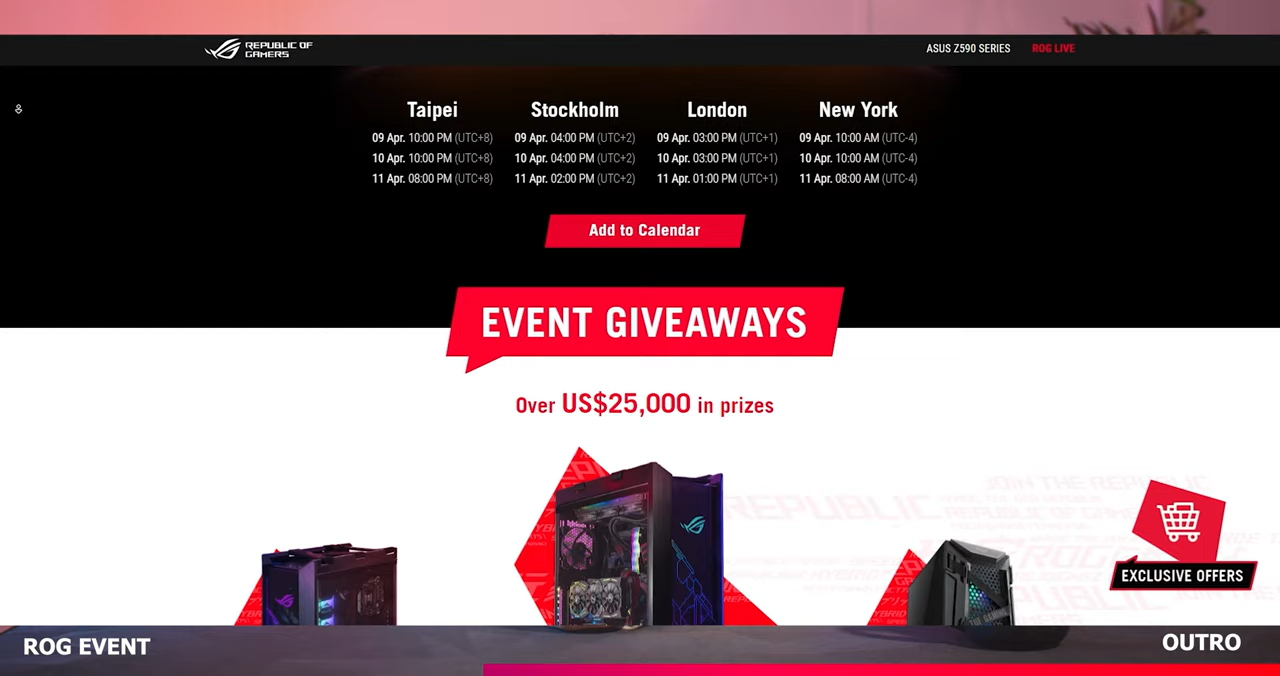 REPUBLIC OF
GAMERS
ASUS Z590 SERIES
ROG LIVE
Taipei
09 Apr. 10:00 PM (UTC+8)
10 Apr. 10:00 PM (UTC+8)
11 Apr. 08:00 PM (UTC+8)
Stockholm
09 Apr. 04:00 PM (UTC+2)
10 Apr. 04:00 PM (UTC+2)
11 Apr. 02:00 PM (UTC+2)
London
09 Apr. 03:00 PM (UTC+1)
10 Apr. 03:00 PM (UTC+1)
11 Apr. 01:00 PM (UTC+1)
New York
09 Apr. 10:00 AM (UTC-4)
10 Apr. 10:00 AM (UTC-4)
11 Apr. 08:00 AM (UTC-4)
Add to Calendar
EVENT GIVEAWAYS
Over US$25,000 in prizes
JOIN THE REPUBLIC
REPUBLIC
EXCLUSIVE OFFERS
ROG EVENT
OUTRO